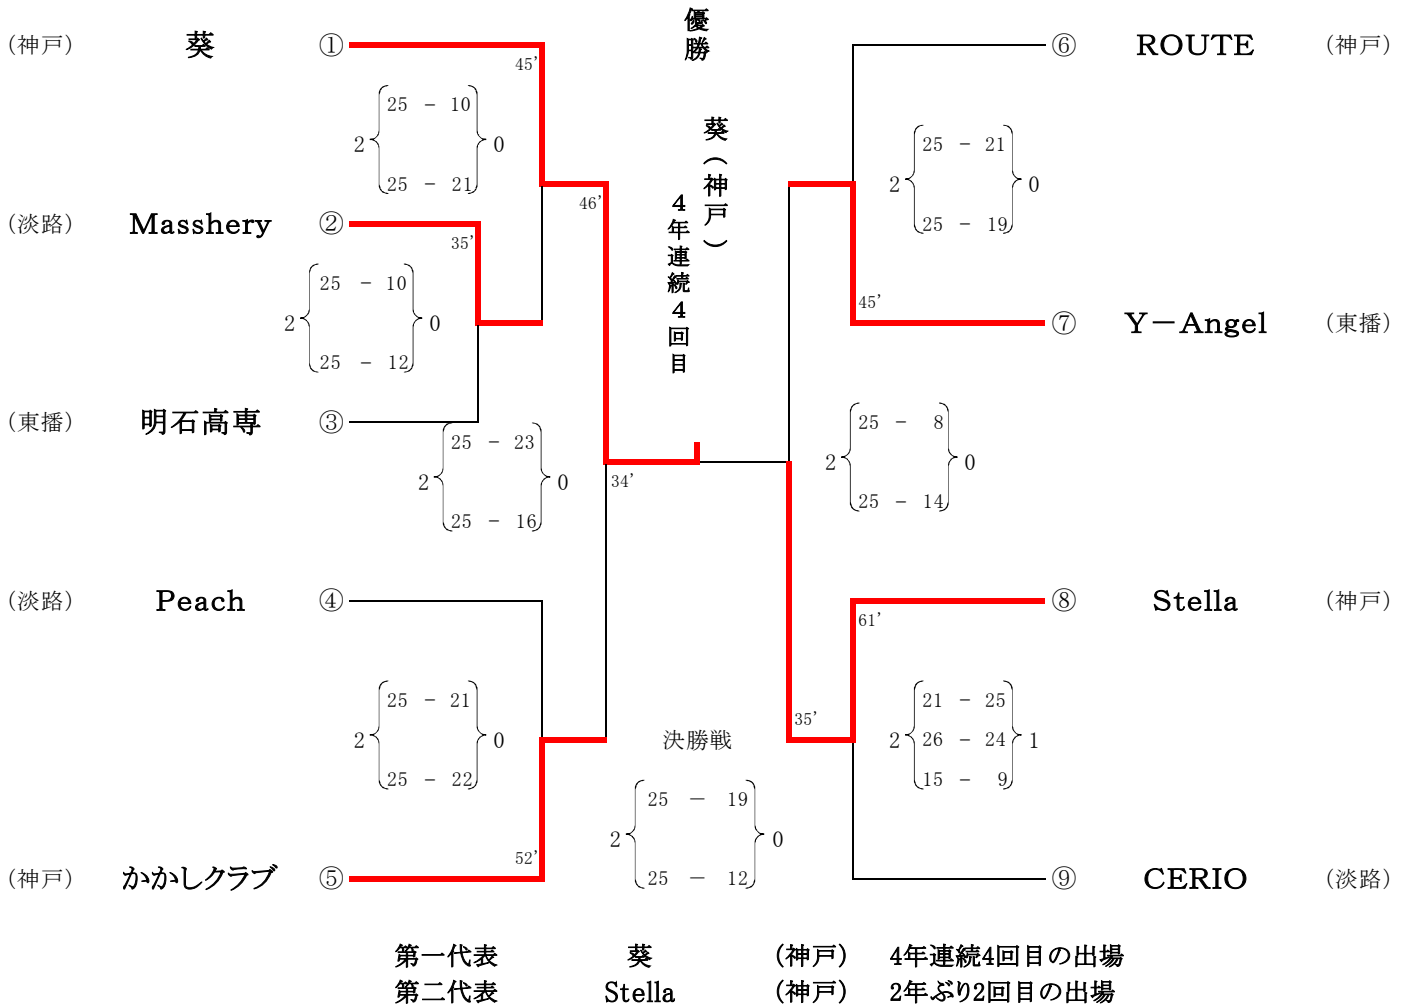 優勝
葵（神戸）
４年連続４回目
（神戸） 葵 ①
45’
25 － 10
2 0
25 － 21
（淡路） Masshery ②
35’
46’
25 － 10
2 0
25 － 12
（東播） 明石高専 ③
25 － 23
2 0
25 － 16
34’
（淡路） Peach ④
25 － 21
2 0
25 － 22
52’
（神戸） かかしクラブ ⑤
⑥ ROUTE （神戸）
25 － 21
2 0
25 － 19
45’
⑦ Y－Angel （東播）
25 － 8
2 0
25 － 14
⑧ Stella （神戸）
61’
35’
21 － 25
2 26 － 24 1
15 － 9
⑨ CERIO （淡路）
決勝戦
25 － 19
2 0
25 － 12
第一代表 葵 （神戸） 4年連続4回目の出場
第二代表 Stella （神戸） 2年ぶり2回目の出場